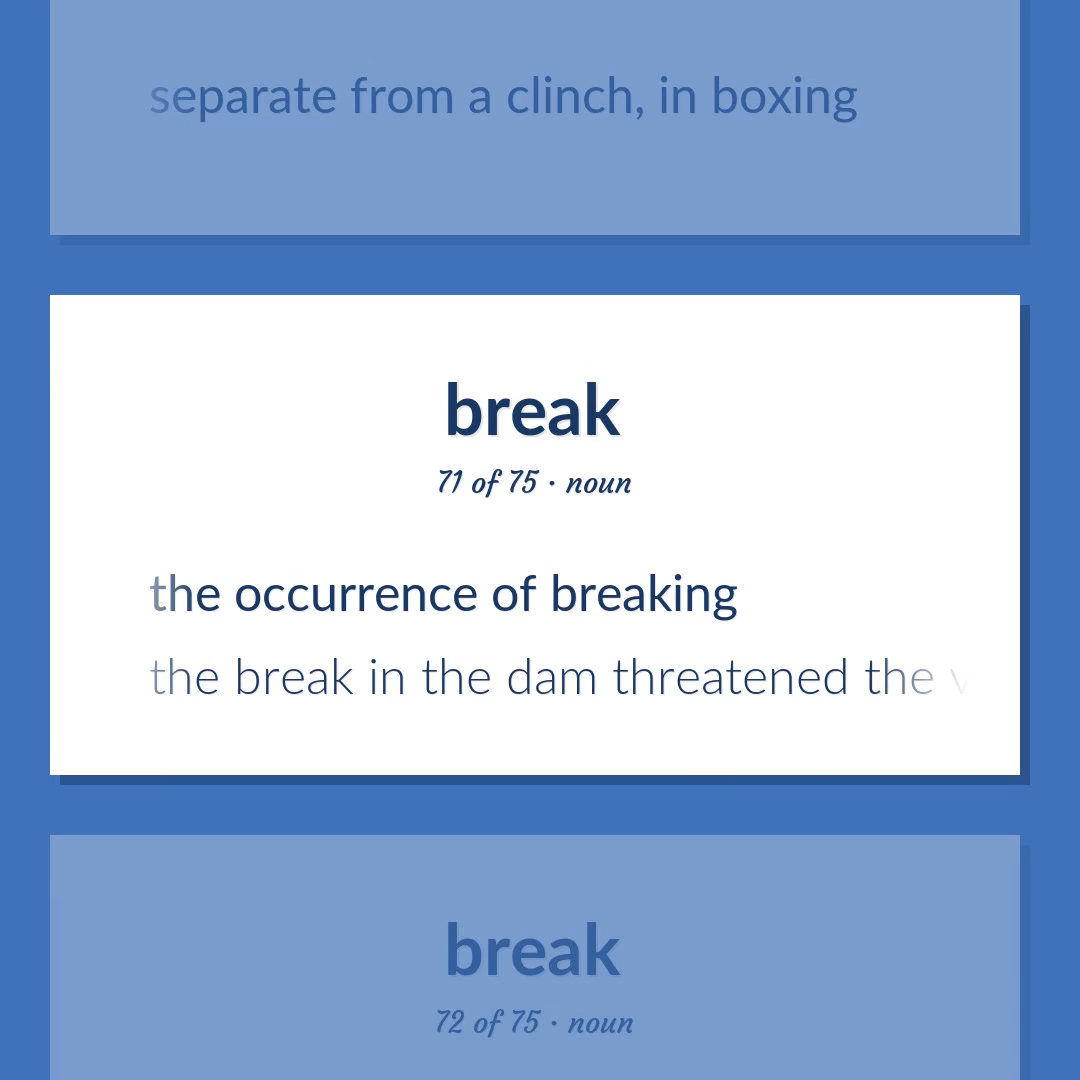 separate from a clinch, in boxing
break
71 of 75 · noun
the occurrence of breaking
the break in the dam threatened the
break
72 of 75 · noun